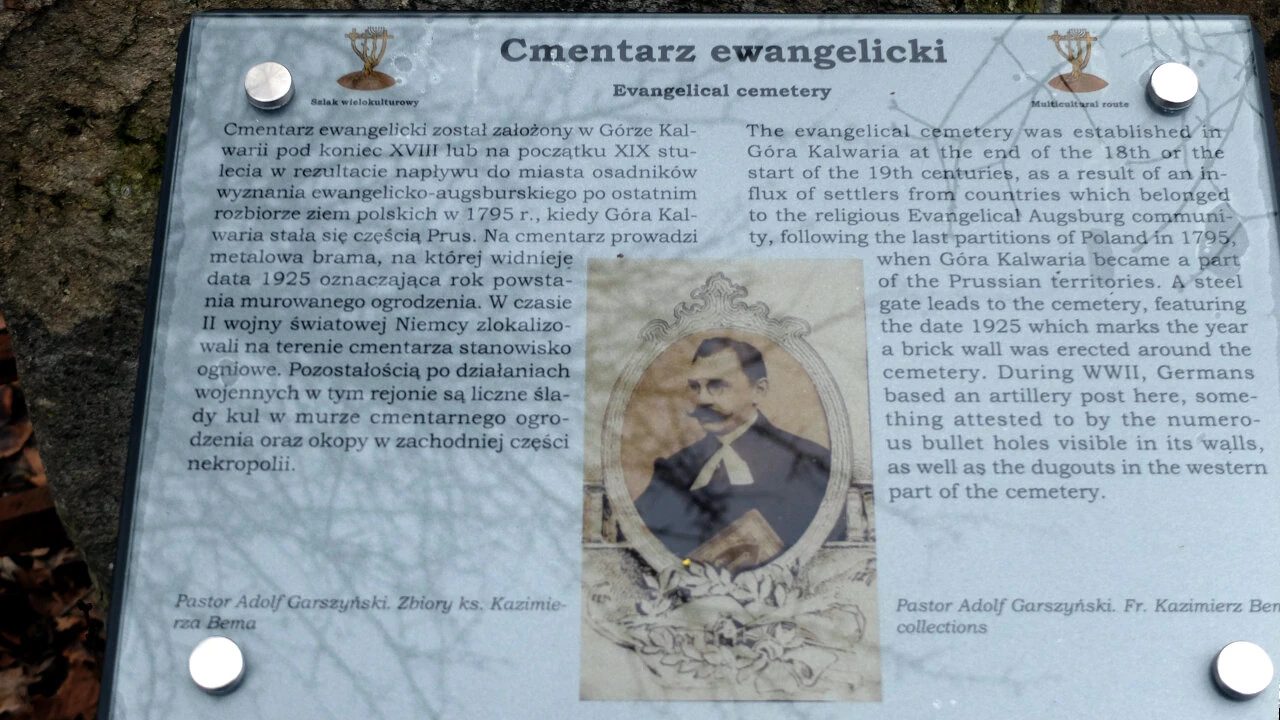 Cmentarz ewangelicki
Evangelical cemetery
Szlak wielokulturowy
Multicultural route
Cmentarz ewangelicki został założony w Górze Kal-
warii pod koniec XVIII lub na początku XIX stu-
lecia w rezultacie napływu do miasta osadników
wyznania ewangelicko-augsburskiego po ostatnim
rozbiorze ziem polskich w 1795 r., kiedy Góra Kal-
waria stała się częścią Prus. Na cmentarz prowadzi
metalowa brama, na której widnieje
data 1925 oznaczająca rok powsta-
nia murowanego ogrodzenia. W czasie
II wojny światowej Niemcy zlokalizo-
wali na terenie cmentarza stanowisko
ogniowe. Pozostałością po działaniach
wojennych w tym rejonie są liczne śla-
dy kul w murze cmentarnego ogro-
dzenia oraz okopy w zachodniej części
nekropolii.
The evangelical cemetery was established in
Góra Kalwaria at the end of the 18th or the
start of the 19th centuries, as a result of an in-
flux of settlers from countries which belonged
to the religious Evangelical Augsburg communi-
ty, following the last partitions of Poland in 1795,
when Góra Kalwaria became a part
of the Prussian territories. A steel
gate leads to the cemetery, featuring
the date 1925 which marks the year
a brick wall was erected around the
cemetery. During WWII, Germans
based an artillery post here, some-
thing attested to by the numero-
us bullet holes visible in its walls,
as well as the dugouts in the western
part of the cemetery.
Pastor Adolf Garszyński. Zbiory ks. Kazimie-
rza Bema
Pastor Adolf Garszyński. Fr. Kazimierz Bem
collections